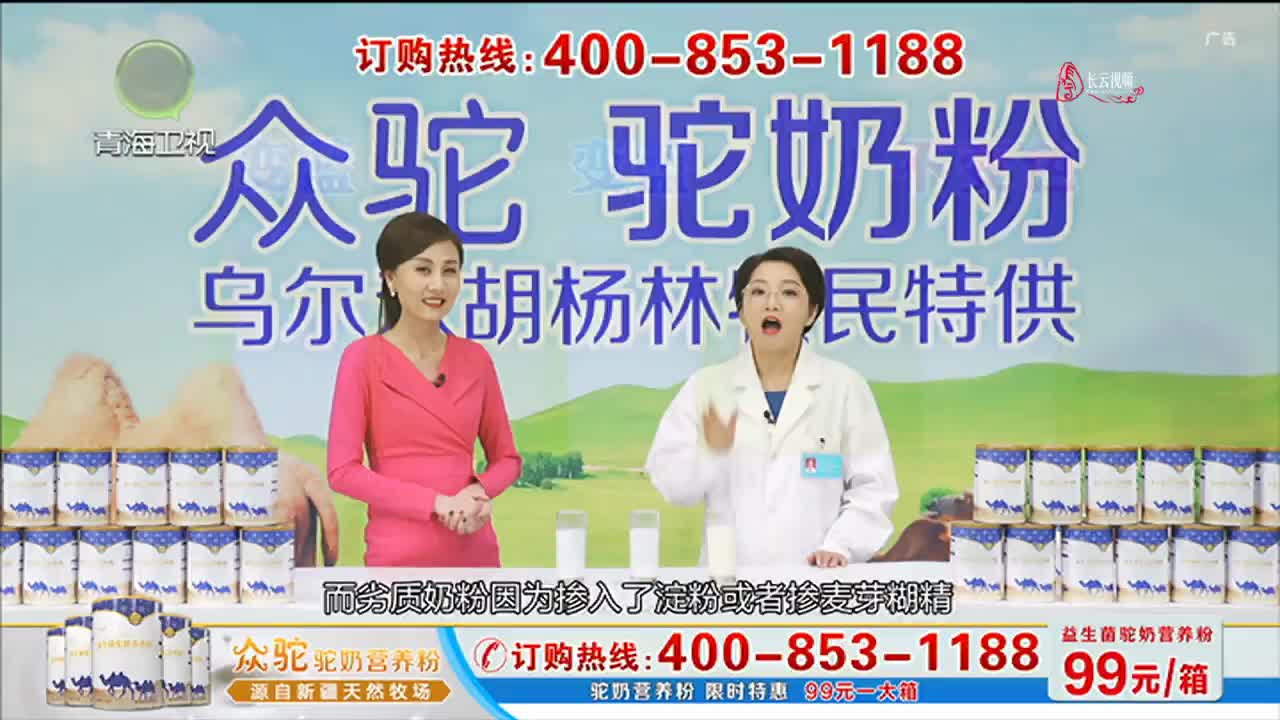 订购热线:400-853-1188
广告
长云视频
青海卫视
众驼 驼奶粉
乌尔 胡杨林 民特供
而劣质奶粉因为掺入了淀粉或者掺麦芽糊精
众驼 驼奶营养粉
源自新疆天然牧场
订购热线:400-853-1188
驼奶营养粉 限时特惠 99元一大箱
益生菌驼奶营养粉
99元/箱